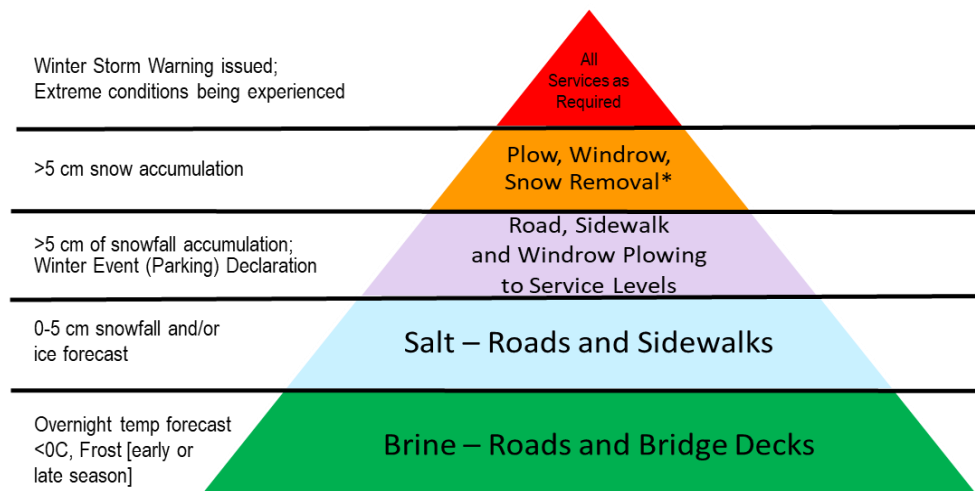 Winter Storm Warning issued;
Extreme conditions being experienced
All
Services as
Required
>5 cm snow accumulation
Plow, Windrow,
Snow Removal*
>5 cm of snowfall accumulation;
Winter Event (Parking) Declaration
Road, Sidewalk
and Windrow Plowing
to Service Levels
0-5 cm snowfall and/or
ice forecast
Salt – Roads and Sidewalks
Overnight temp forecast
<0C, Frost [early or
late season]
Brine – Roads and Bridge Decks